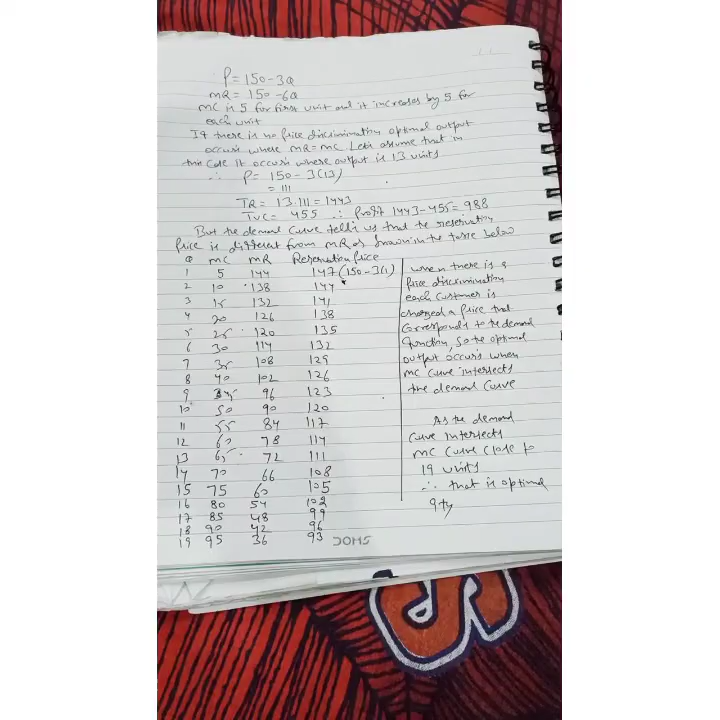 P = 150 - 3Q
MR = 150 - 6Q
MC is 5 for first unit and it increases by 5 for
each unit
If there is no price discrimination optimal output
occurs where MR = MC Let's assume that in
this case it occurs where output is 13 units
∴ P = 150 - 3(13)
= 111
TR = 13.111 = 1443
TVC = 455 ∴ Profit 1443 - 455 = 988
But the demand curve tells us that the reservation
price is different from MR as shown in the table below
Q MC MR Reservation price
1 5 144 147 (150-3(1)
2 10 138 144
3 15 132 141
4 20 126 138
5 25 120 135
6 30 114 132
7 35 108 129
8 40 102 126
9 45 96 123
10 50 90 120
11 55 84 117
12 60 78 114
13 65 72 111
14 70 66 108
15 75 60 105
16 80 54 102
17 85 48 99
18 90 42 96
19 95 36 93
when there is a
price discrimination
each customer is
charged a price that
corresponds to the demand
function, so the optimal
output occurs when
MC curve intersects
the demand curve
As the demand
curve intersects
MC curve close to
19 units
∴ that is optimal
qty